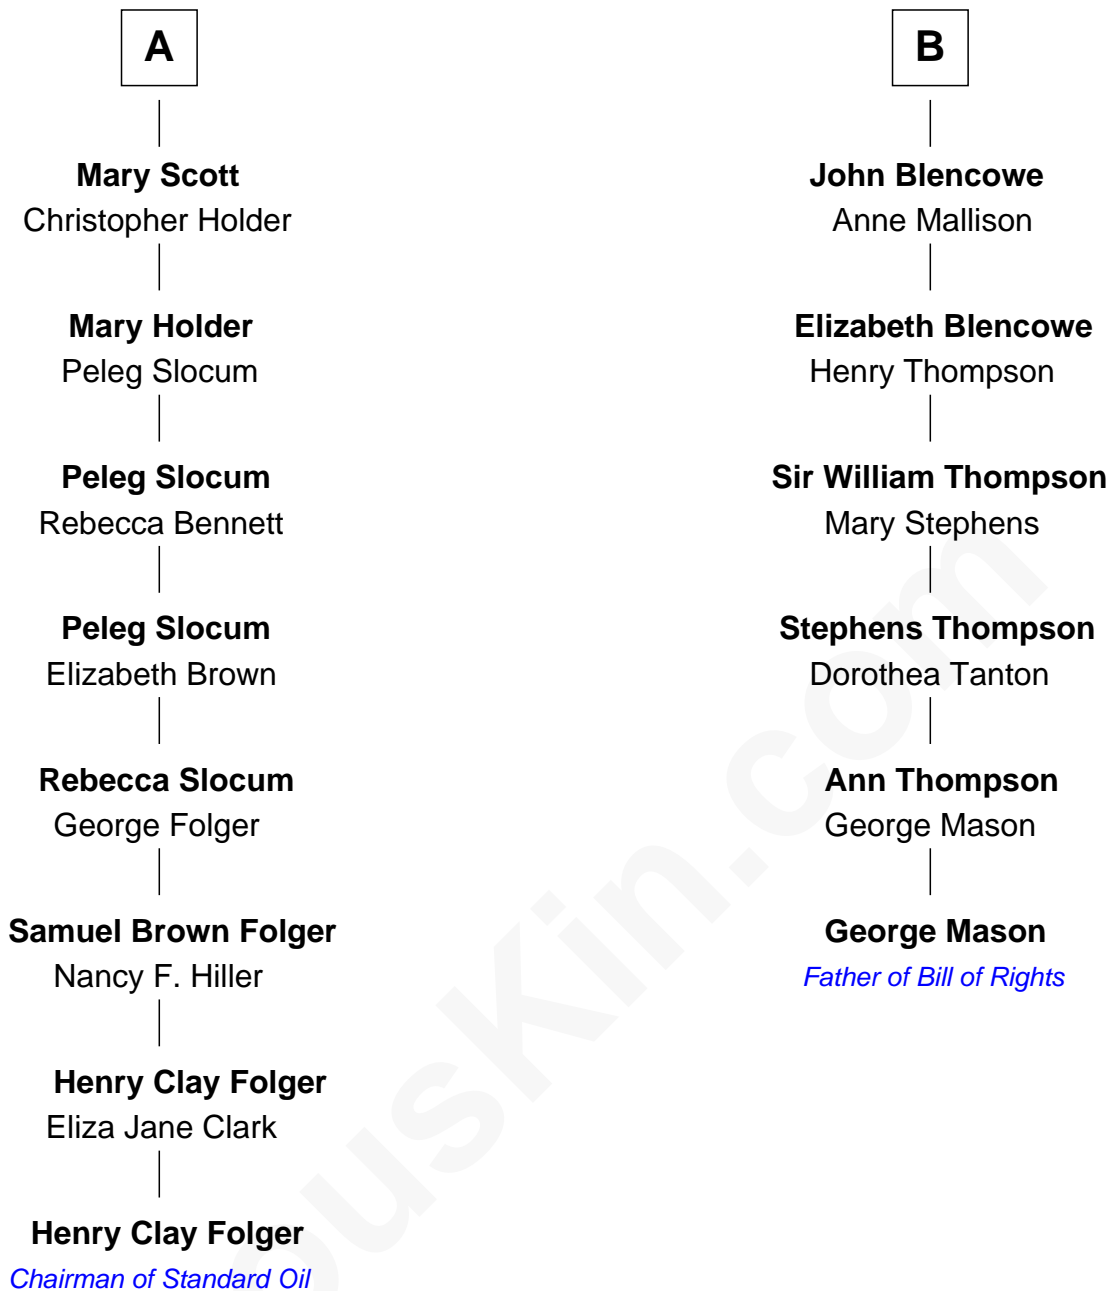 A
Mary Scott
Christopher Holder
Mary Holder
Peleg Slocum
Peleg Slocum
Rebecca Bennett
Peleg Slocum
Elizabeth Brown
Rebecca Slocum
George Folger
Samuel Brown Folger
Nancy F. Hiller
Henry Clay Folger
Eliza Jane Clark
Henry Clay Folger
Chairman of Standard Oil
B
John Blencowe
Anne Mallison
Elizabeth Blencowe
Henry Thompson
Sir William Thompson
Mary Stephens
Stephens Thompson
Dorothea Tanton
Ann Thompson
George Mason
George Mason
Father of Bill of Rights
ousKin.com